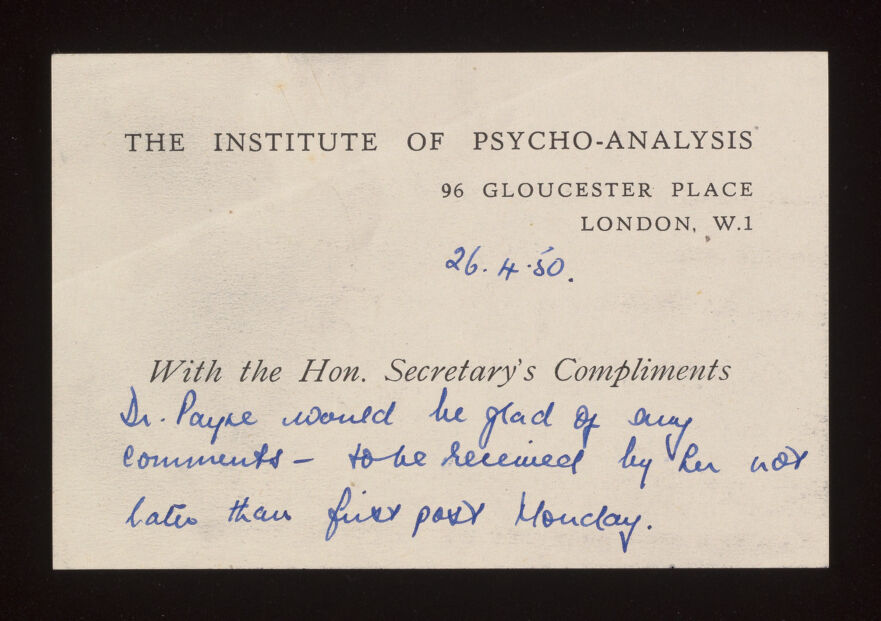 THE INSTITUTE OF PSYCHO-ANALYSIS
96 GLOUCESTER PLACE
LONDON, W.1
26.4.50.
With the Hon. Secretary's Compliments
Dr. Payne would be glad of any
comments – to be received by her not
later than first post Monday.